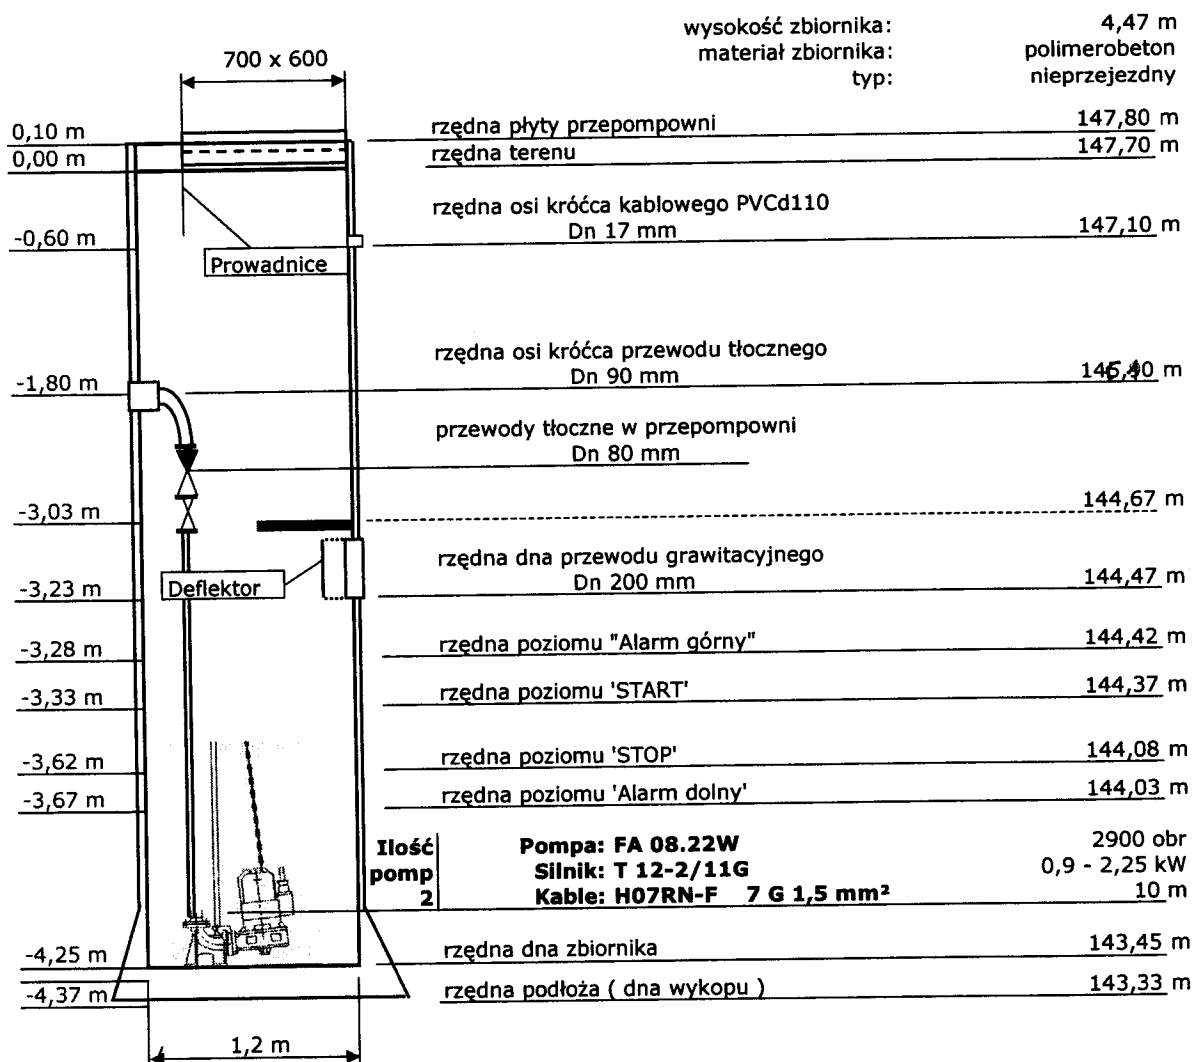 wysokość zbiornika: 4,47 m
materiał zbiornika: polimerobeton
typ: nieprzejezdny
700 x 600
0,10 m rzędna płyty przepompowni 147,80 m
0,00 m rzędna terenu 147,70 m
rzędna osi króćca kablowego PVCd110
-0,60 m Dn 17 mm 147,10 m
Prowadnice
rzędna osi króćca przewodu tłocznego
-1,80 m Dn 90 mm m
przewody tłoczne w przepompowni
Dn 80 mm
-3,03 m 144,67 m
rzędna dna przewodu grawitacyjnego
-3,23 m Deflektor Dn 200 mm 144,47 m
-3,28 m rzędna poziomu "Alarm górny" 144,42 m
-3,33 m rzędna poziomu 'START' 144,37 m
-3,62 m rzędna poziomu 'STOP' 144,08 m
-3,67 m rzędna poziomu 'Alarm dolny' 144,03 m
Ilość Pompa: FA 08.22W 2900 obr
pomp Silnik: T 12-2/11G 0,9 - 2,25 kW
2 Kable: H07RN-F 7 G 1,5 mm² 10 m
-4,25 m rzędna dna zbiornika 143,45 m
-4,37 m rzędna podłoża ( dna wykopu ) 143,33 m
1,2 m